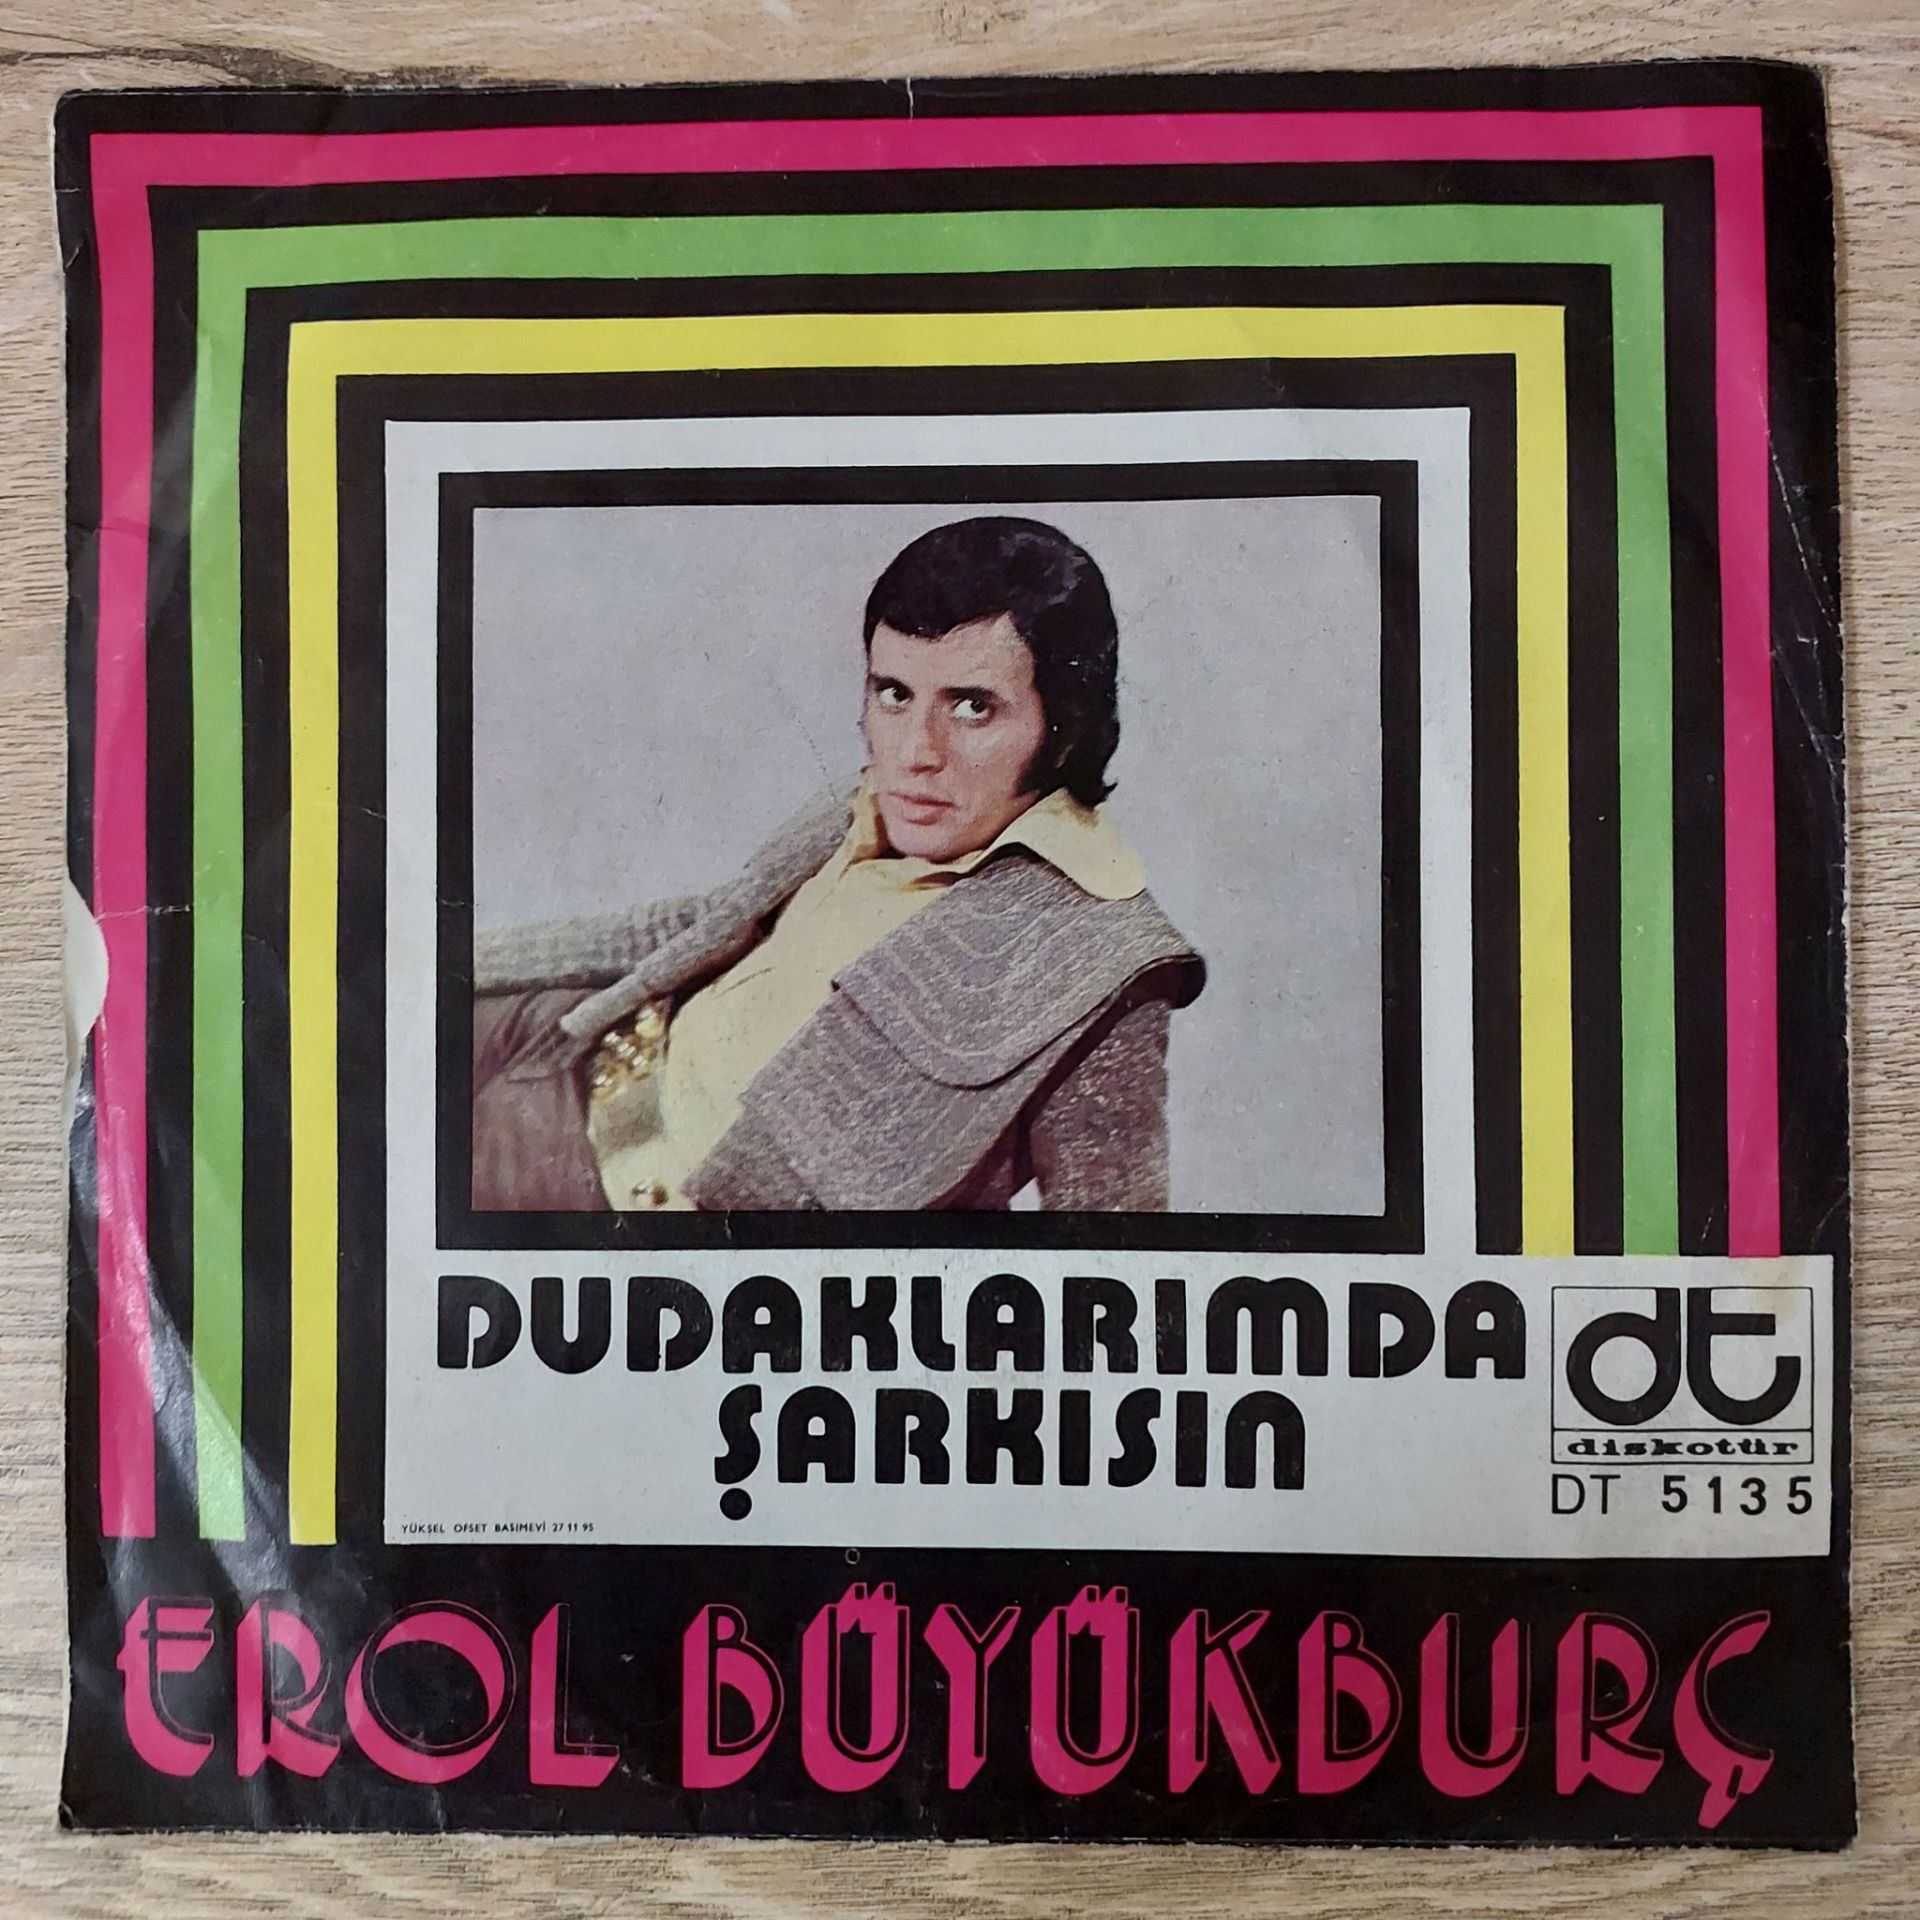 DUDAKLARIMDA
ŞARKISIN
dt
diskotür
DT 5135
YÜKSEL OFSET BASIMEVİ 27 11 95
EROL BÜYÜKBURÇ